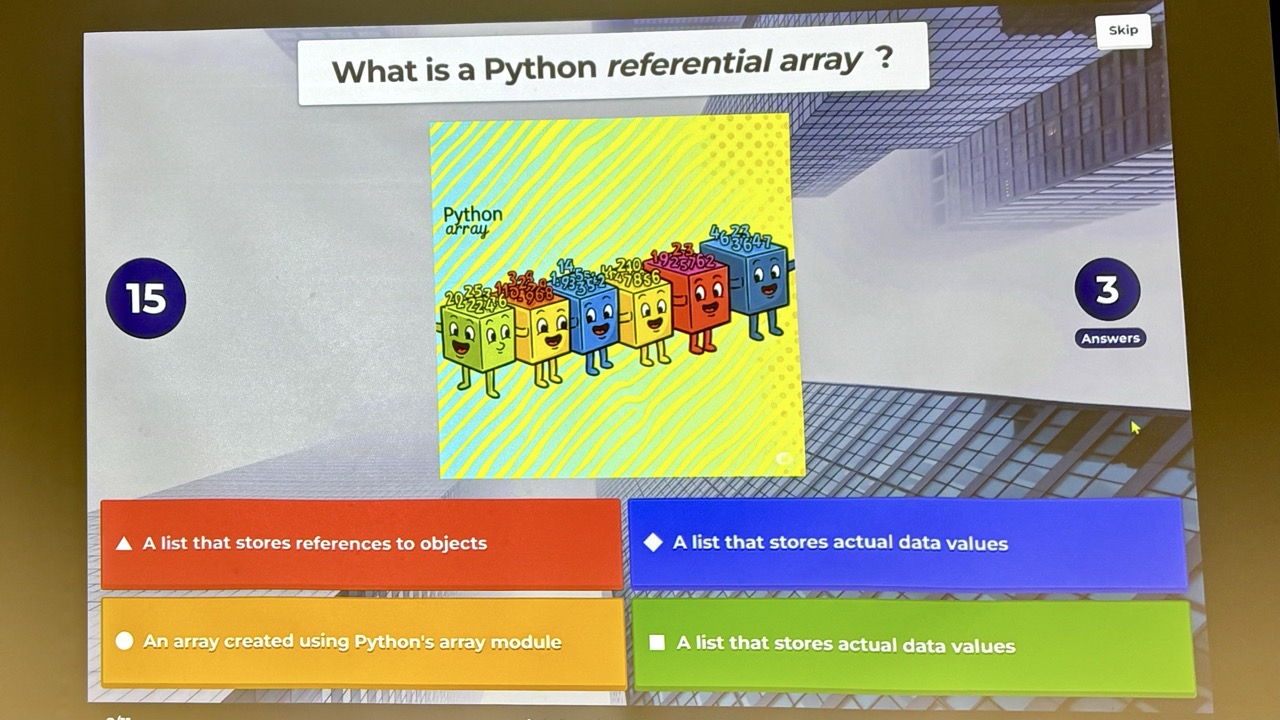 Skip
What is a Python referential array ?
Python
array
15
3
Answers
A list that stores references to objects
A list that stores actual data values
An array created using Python's array module
A list that stores actual data values